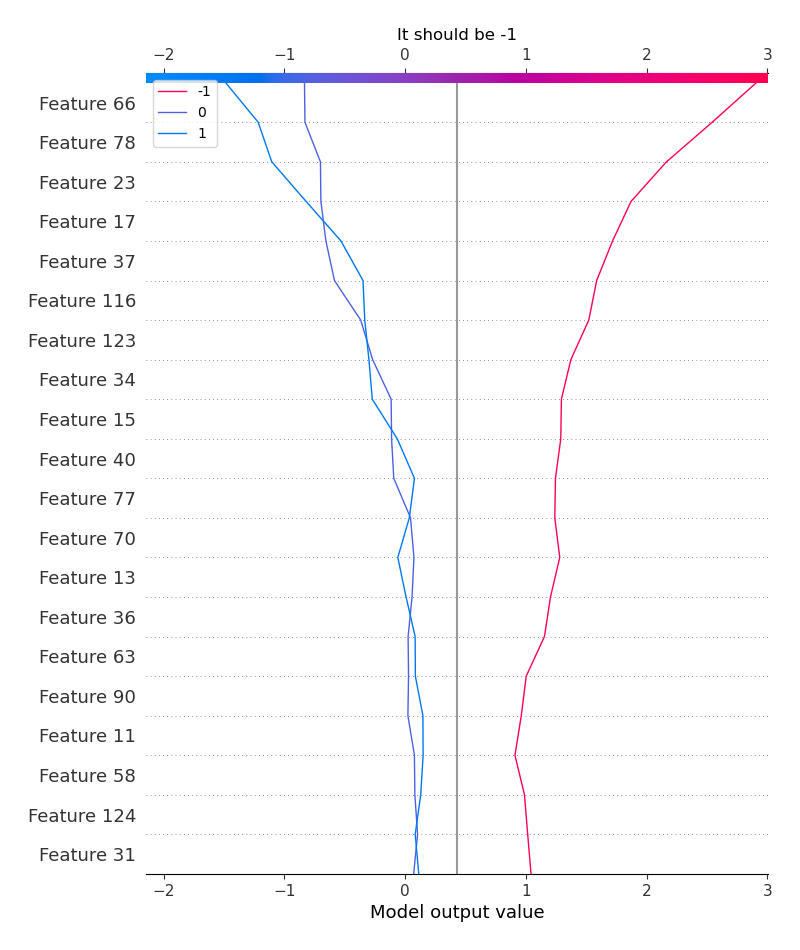 It should be -1
−2 −1 0 1 2 3
-1
0
1
Feature 66
Feature 78
Feature 23
Feature 17
Feature 37
Feature 116
Feature 123
Feature 34
Feature 15
Feature 40
Feature 77
Feature 70
Feature 13
Feature 36
Feature 63
Feature 90
Feature 11
Feature 58
Feature 124
Feature 31
−2 −1 0 1 2 3
Model output value